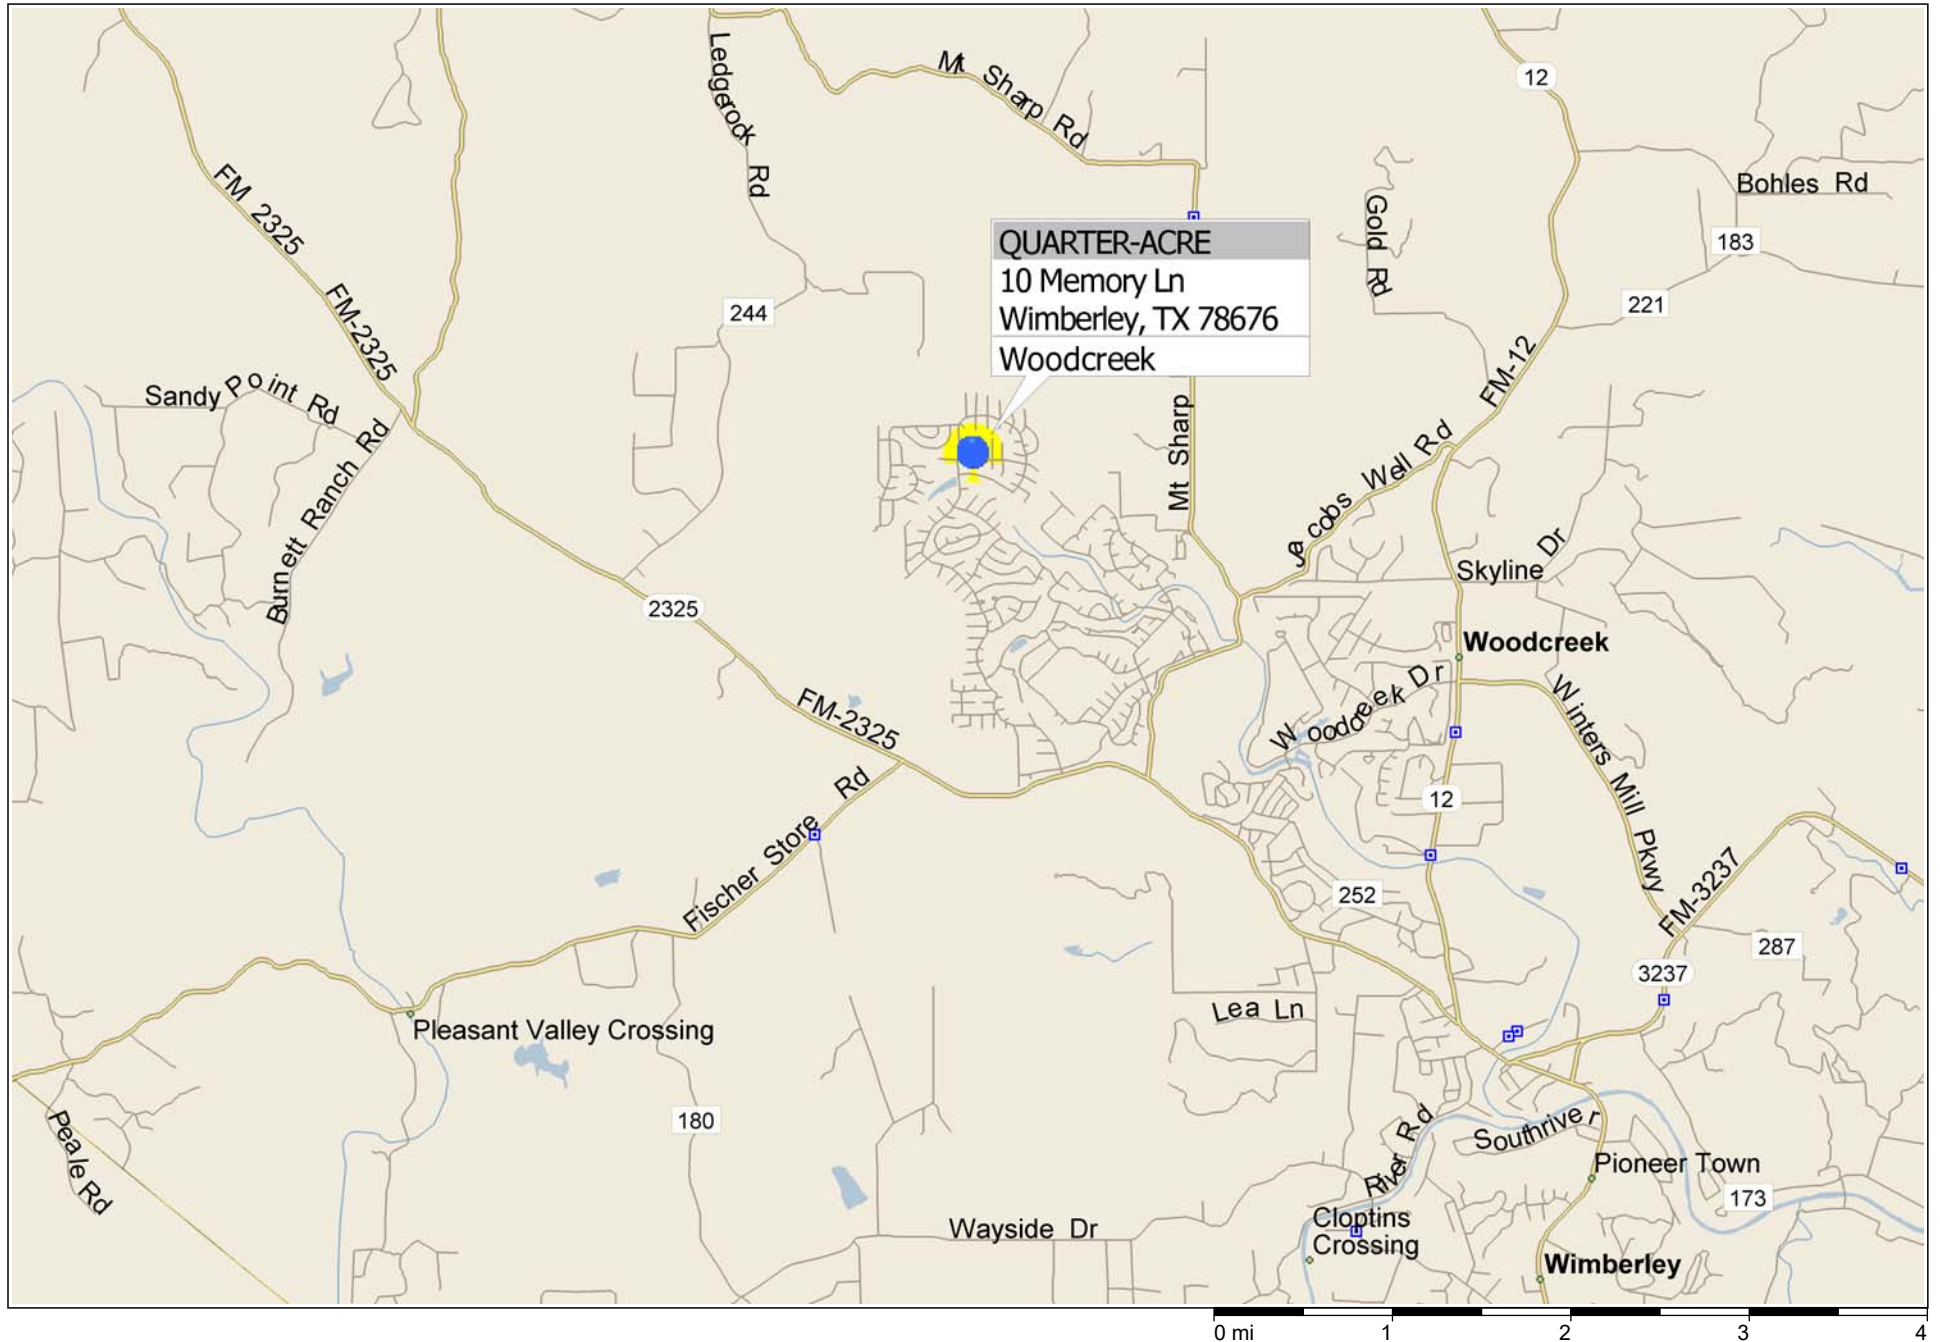 Ledgerock Rd
Mt Sharp Rd
12
FM 2325
Bohles Rd
183
Gold Rd
QUARTER-ACRE
10 Memory Ln
Wimberley, TX 78676
Woodcreek
244
221
FM-2325
FM-12
Sandy Point Rd
Burnett Ranch Rd
Mt Sharp
Jacobs Well Rd
Skyline Dr
2325
Woodcreek
Woodcreek Dr
Winters Mill Pkwy
FM-2325
12
Fischer Store Rd
252
FM-3237
287
3237
Lea Ln
Pleasant Valley Crossing
180
Peale Rd
River Rd
Southriver
Pioneer Town
173
Wayside Dr
Cloptins
Crossing
Wimberley
0 mi 1 2 3 4